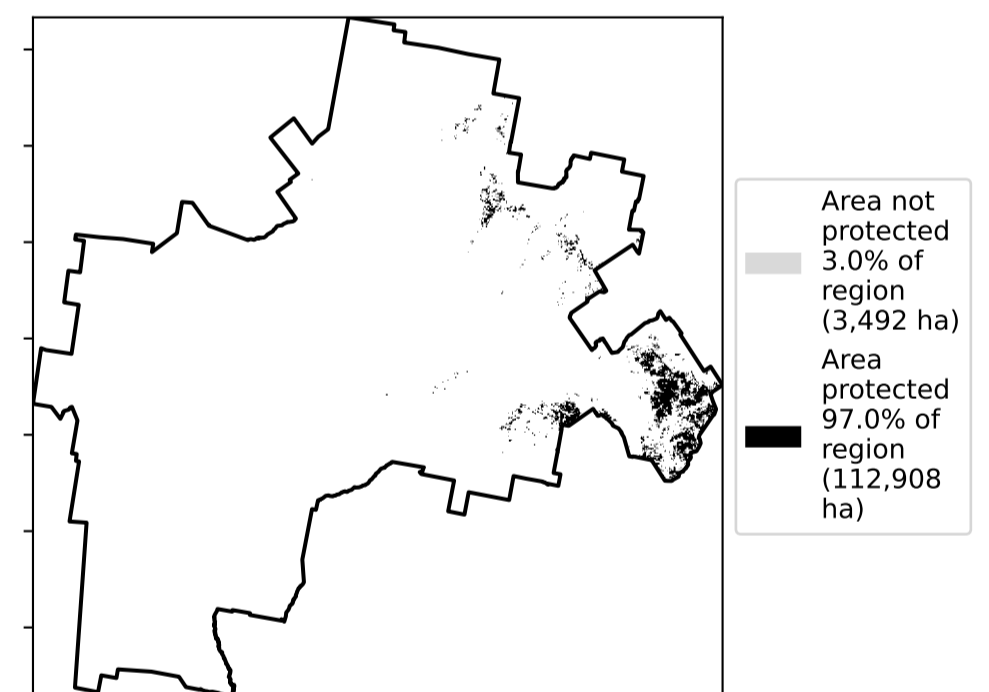 Area not
protected
3.0% of
region
(3,492 ha)
Area
protected
97.0% of
region
(112,908
ha)